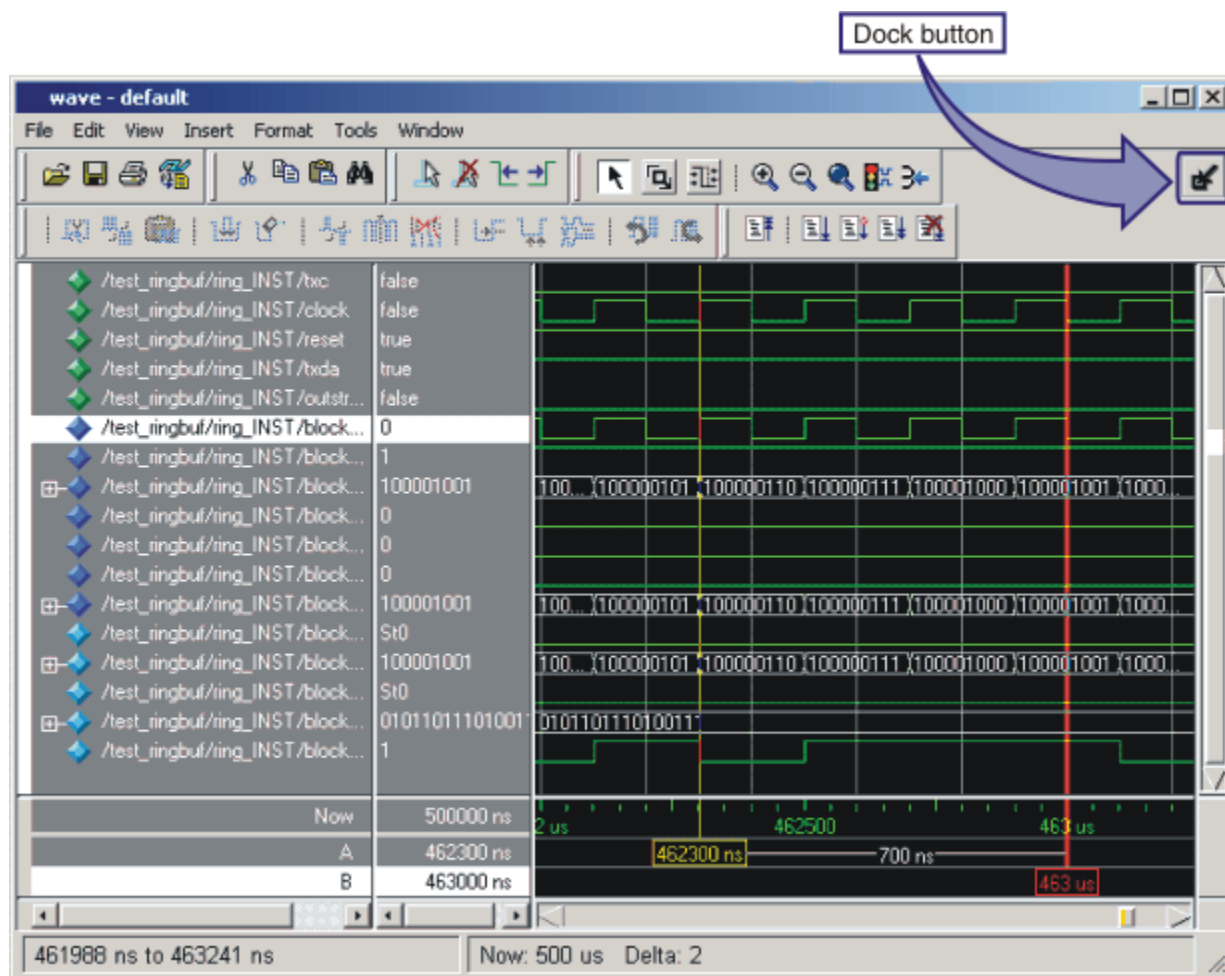 Dock button
wave - default
File Edit View Insert Format Tools Window
/test_ringbuf/ring_INST/txc false
/test_ringbuf/ring_INST/clock false
/test_ringbuf/ring_INST/reset true
/test_ringbuf/ring_INST/txda true
/test_ringbuf/ring_INST/outstr... false
/test_ringbuf/ring_INST/block... 0
/test_ringbuf/ring_INST/block... 1
/test_ringbuf/ring_INST/block... 100001001 100... 100000101 100000110 100000111 100001000 100001001 1000...
/test_ringbuf/ring_INST/block... 0
/test_ringbuf/ring_INST/block... 0
/test_ringbuf/ring_INST/block... 0
/test_ringbuf/ring_INST/block... 100001001 100... 100000101 100000110 100000111 100001000 100001001 1000...
/test_ringbuf/ring_INST/block... St0
/test_ringbuf/ring_INST/block... 100001001 100... 100000101 100000110 100000111 100001000 100001001 1000...
/test_ringbuf/ring_INST/block... St0
/test_ringbuf/ring_INST/block...
/test_ringbuf/ring_INST/block... 1
Now 500000 ns 2 us 462500 463 us
A 462300 ns 462300 ns 700 ns
B 463000 ns 463 us
461988 ns to 463241 ns Now: 500 us Delta: 2